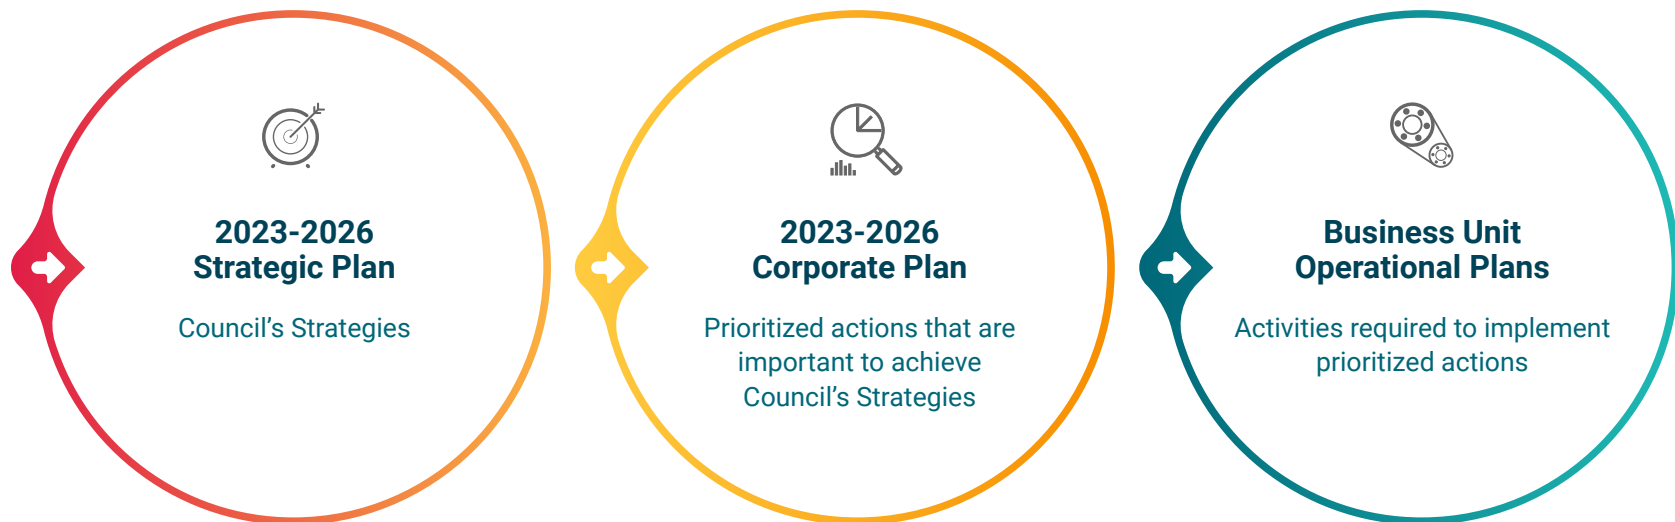 2023-2026
Strategic Plan
Council’s Strategies
2023-2026
Corporate Plan
Prioritized actions that are
important to achieve
Council’s Strategies
Business Unit
Operational Plans
Activities required to implement
prioritized actions